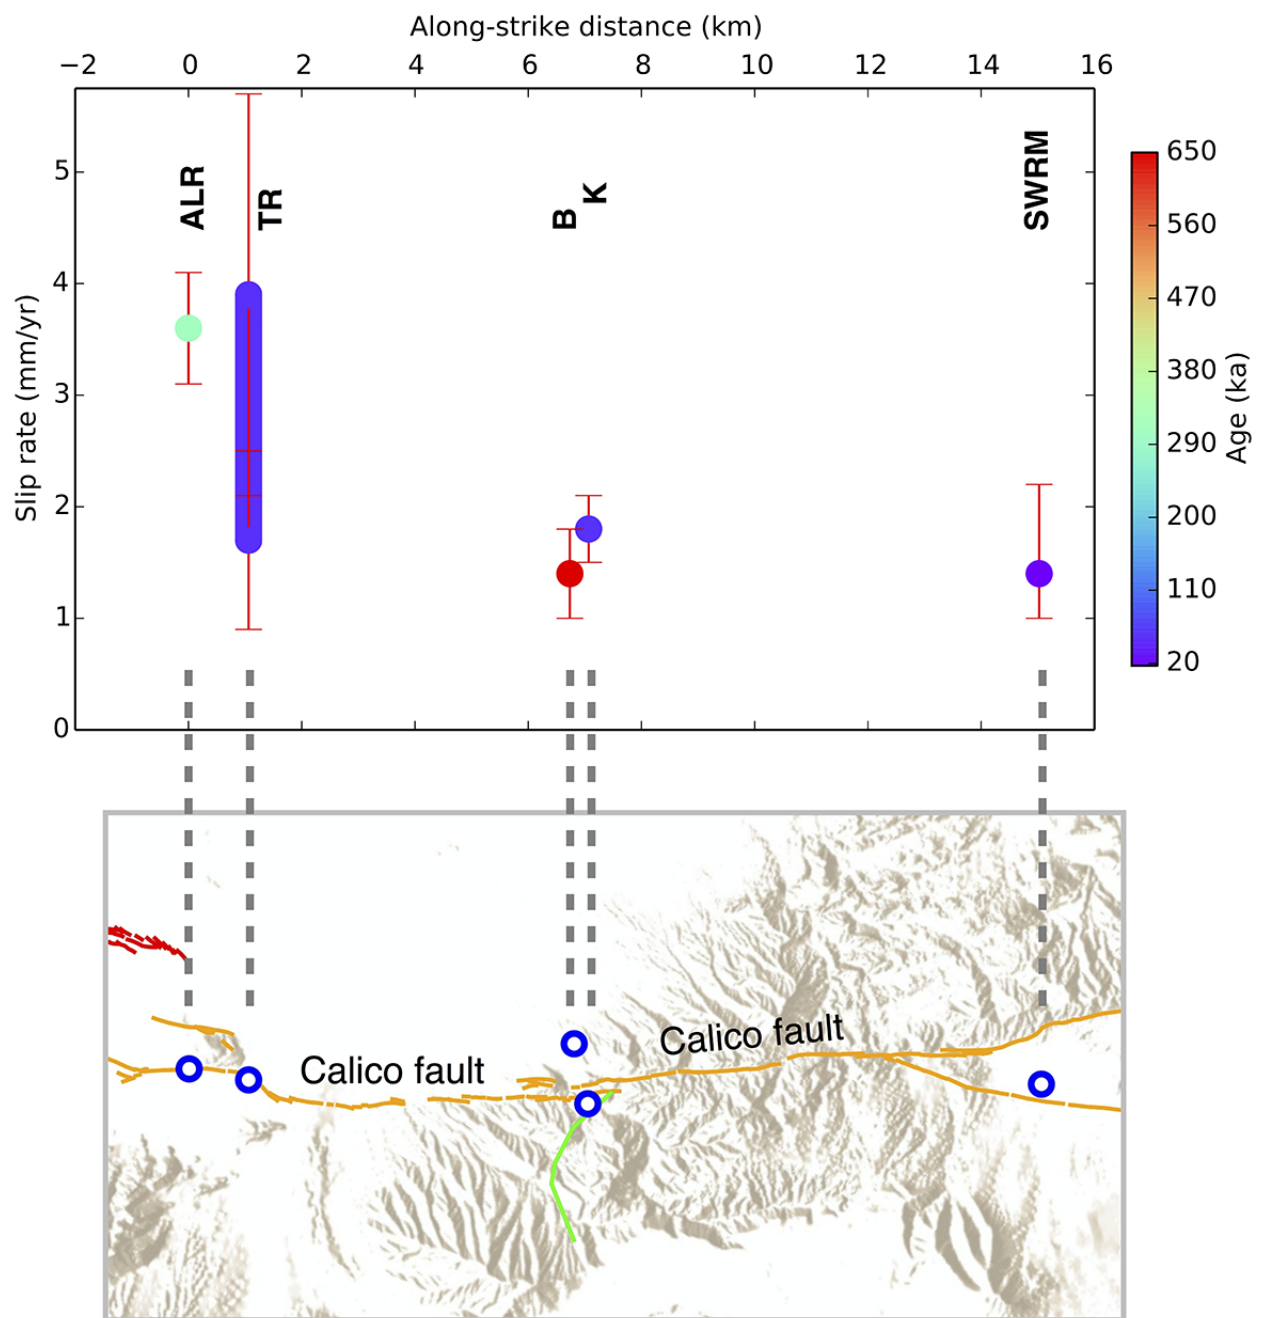 Along-strike distance (km)
−2 0 2 4 6 8 10 12 14 16
Slip rate (mm/yr)
5
4
3
2
1
0
ALR
TR
B
K
SWRM
650
560
470
380
290
200
110
20
Age (ka)
Calico fault
Calico fault